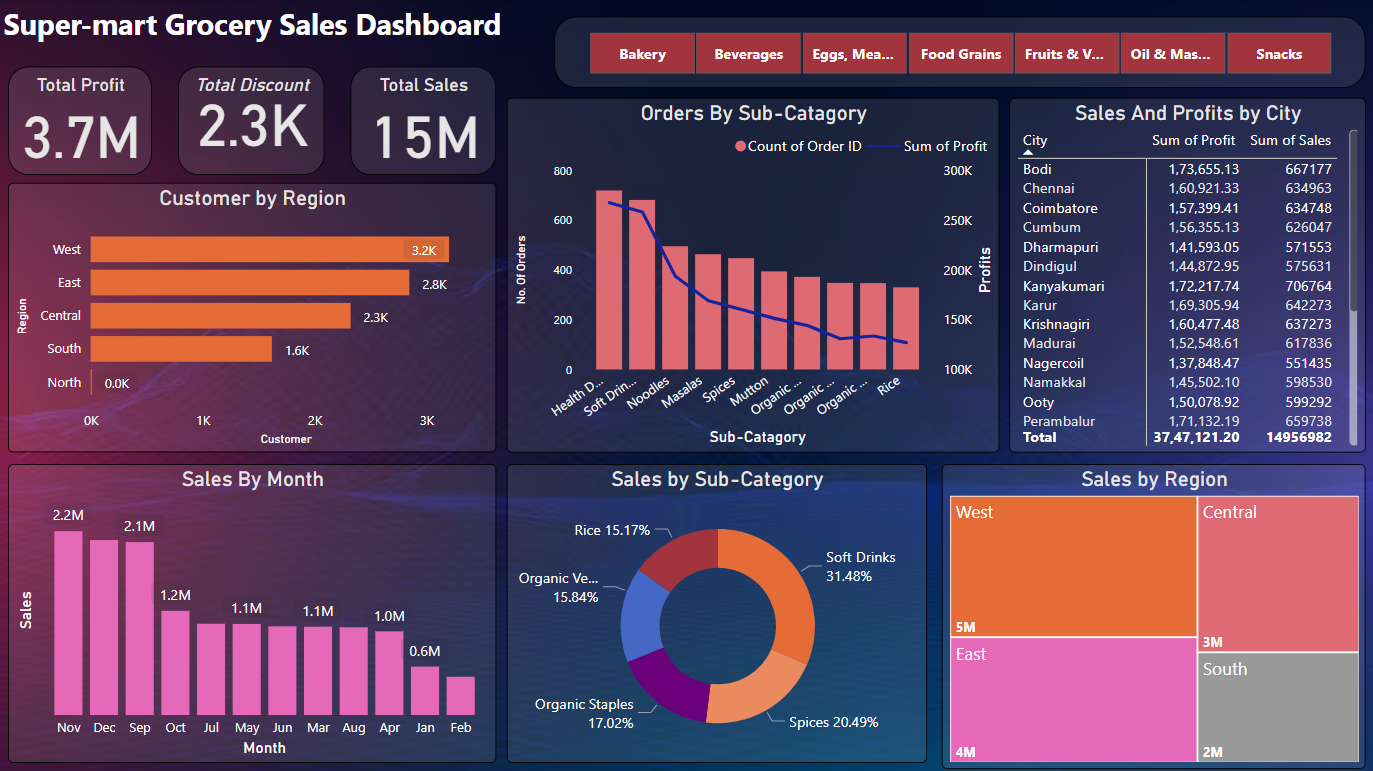 Super-mart Grocery Sales Dashboard
Bakery
Beverages
Eggs, Mea...
Food Grains
Fruits & V...
Oil & Mas...
Snacks
Total Profit
3.7M
Total Discount
2.3K
Total Sales
15M
Customer by Region
Region
West 3.2K
East 2.8K
Central 2.3K
South 1.6K
North 0.0K
0K 1K 2K 3K
Customer
Orders By Sub-Catagory
Count of Order ID Sum of Profit
No. Of Orders
800
600
400
200
0
300K
250K
200K
150K
100K
Profits
Health D...
Soft Drin...
Noodles
Masalas
Spices
Mutton
Organic ...
Organic ...
Organic ...
Rice
Sub-Catagory
Sales And Profits by City
City Sum of Profit Sum of Sales
Bodi 1,73,655.13 667177
Chennai 1,60,921.33 634963
Coimbatore 1,57,399.41 634748
Cumbum 1,56,355.13 626047
Dharmapuri 1,41,593.05 571553
Dindigul 1,44,872.95 575631
Kanyakumari 1,72,217.74 706764
Karur 1,69,305.94 642273
Krishnagiri 1,60,477.48 637273
Madurai 1,52,548.61 617836
Nagercoil 1,37,848.47 551435
Namakkal 1,45,502.10 598530
Ooty 1,50,078.92 599292
Perambalur 1,71,132.19 659738
Total 37,47,121.20 14956982
Sales By Month
Sales
2.2M
2.1M
1.2M
1.1M
1.1M
1.0M
0.6M
Nov Dec Sep Oct Jul May Jun Mar Aug Apr Jan Feb
Month
Sales by Sub-Category
Rice 15.17%
Soft Drinks
31.48%
Organic Ve...
15.84%
Organic Staples
17.02%
Spices 20.49%
Sales by Region
West
5M
Central
3M
East
4M
South
2M